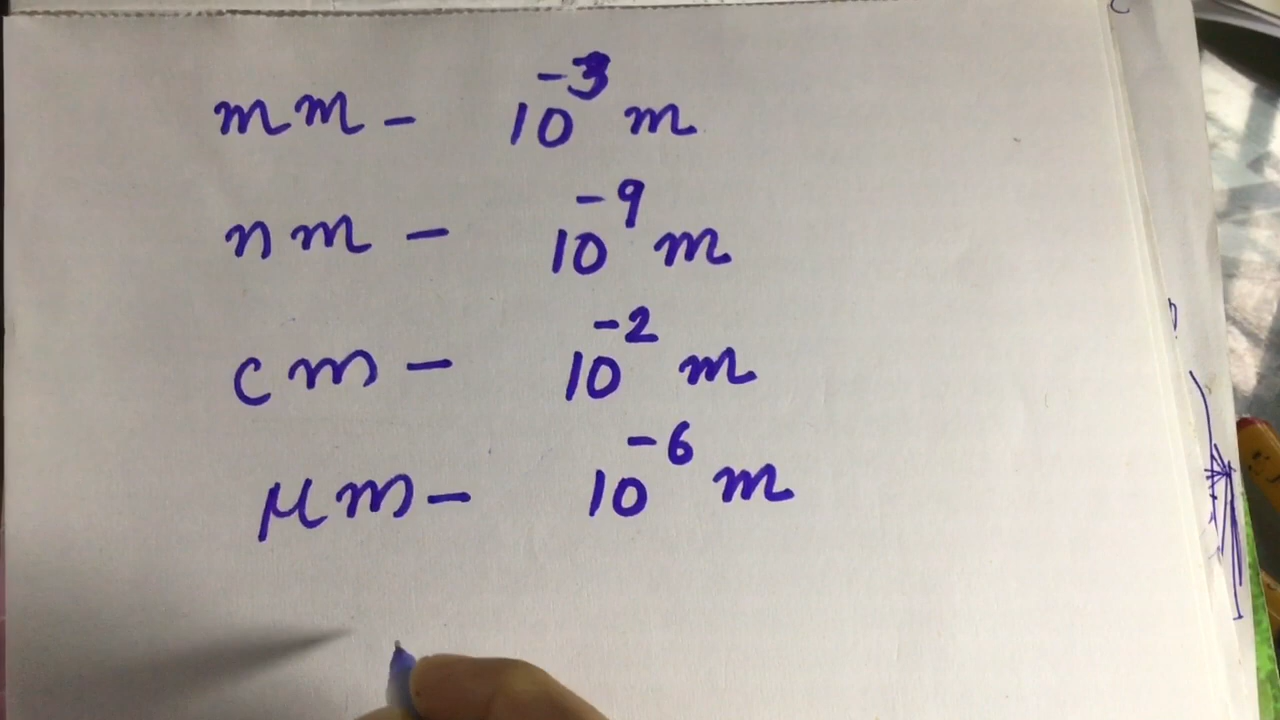 mm - 10⁻³ m
nm - 10⁻⁹ m
cm - 10⁻² m
μm - 10⁻⁶ m